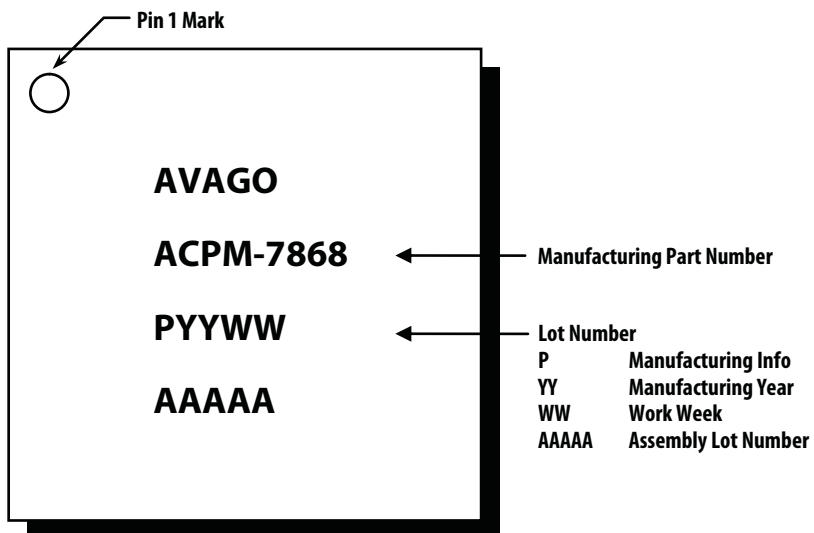 Pin 1 Mark
AVAGO
ACPM-7868
Manufacturing Part Number
PYYWW
Lot Number
P Manufacturing Info
YY Manufacturing Year
WW Work Week
AAAAA
AAAAA Assembly Lot Number